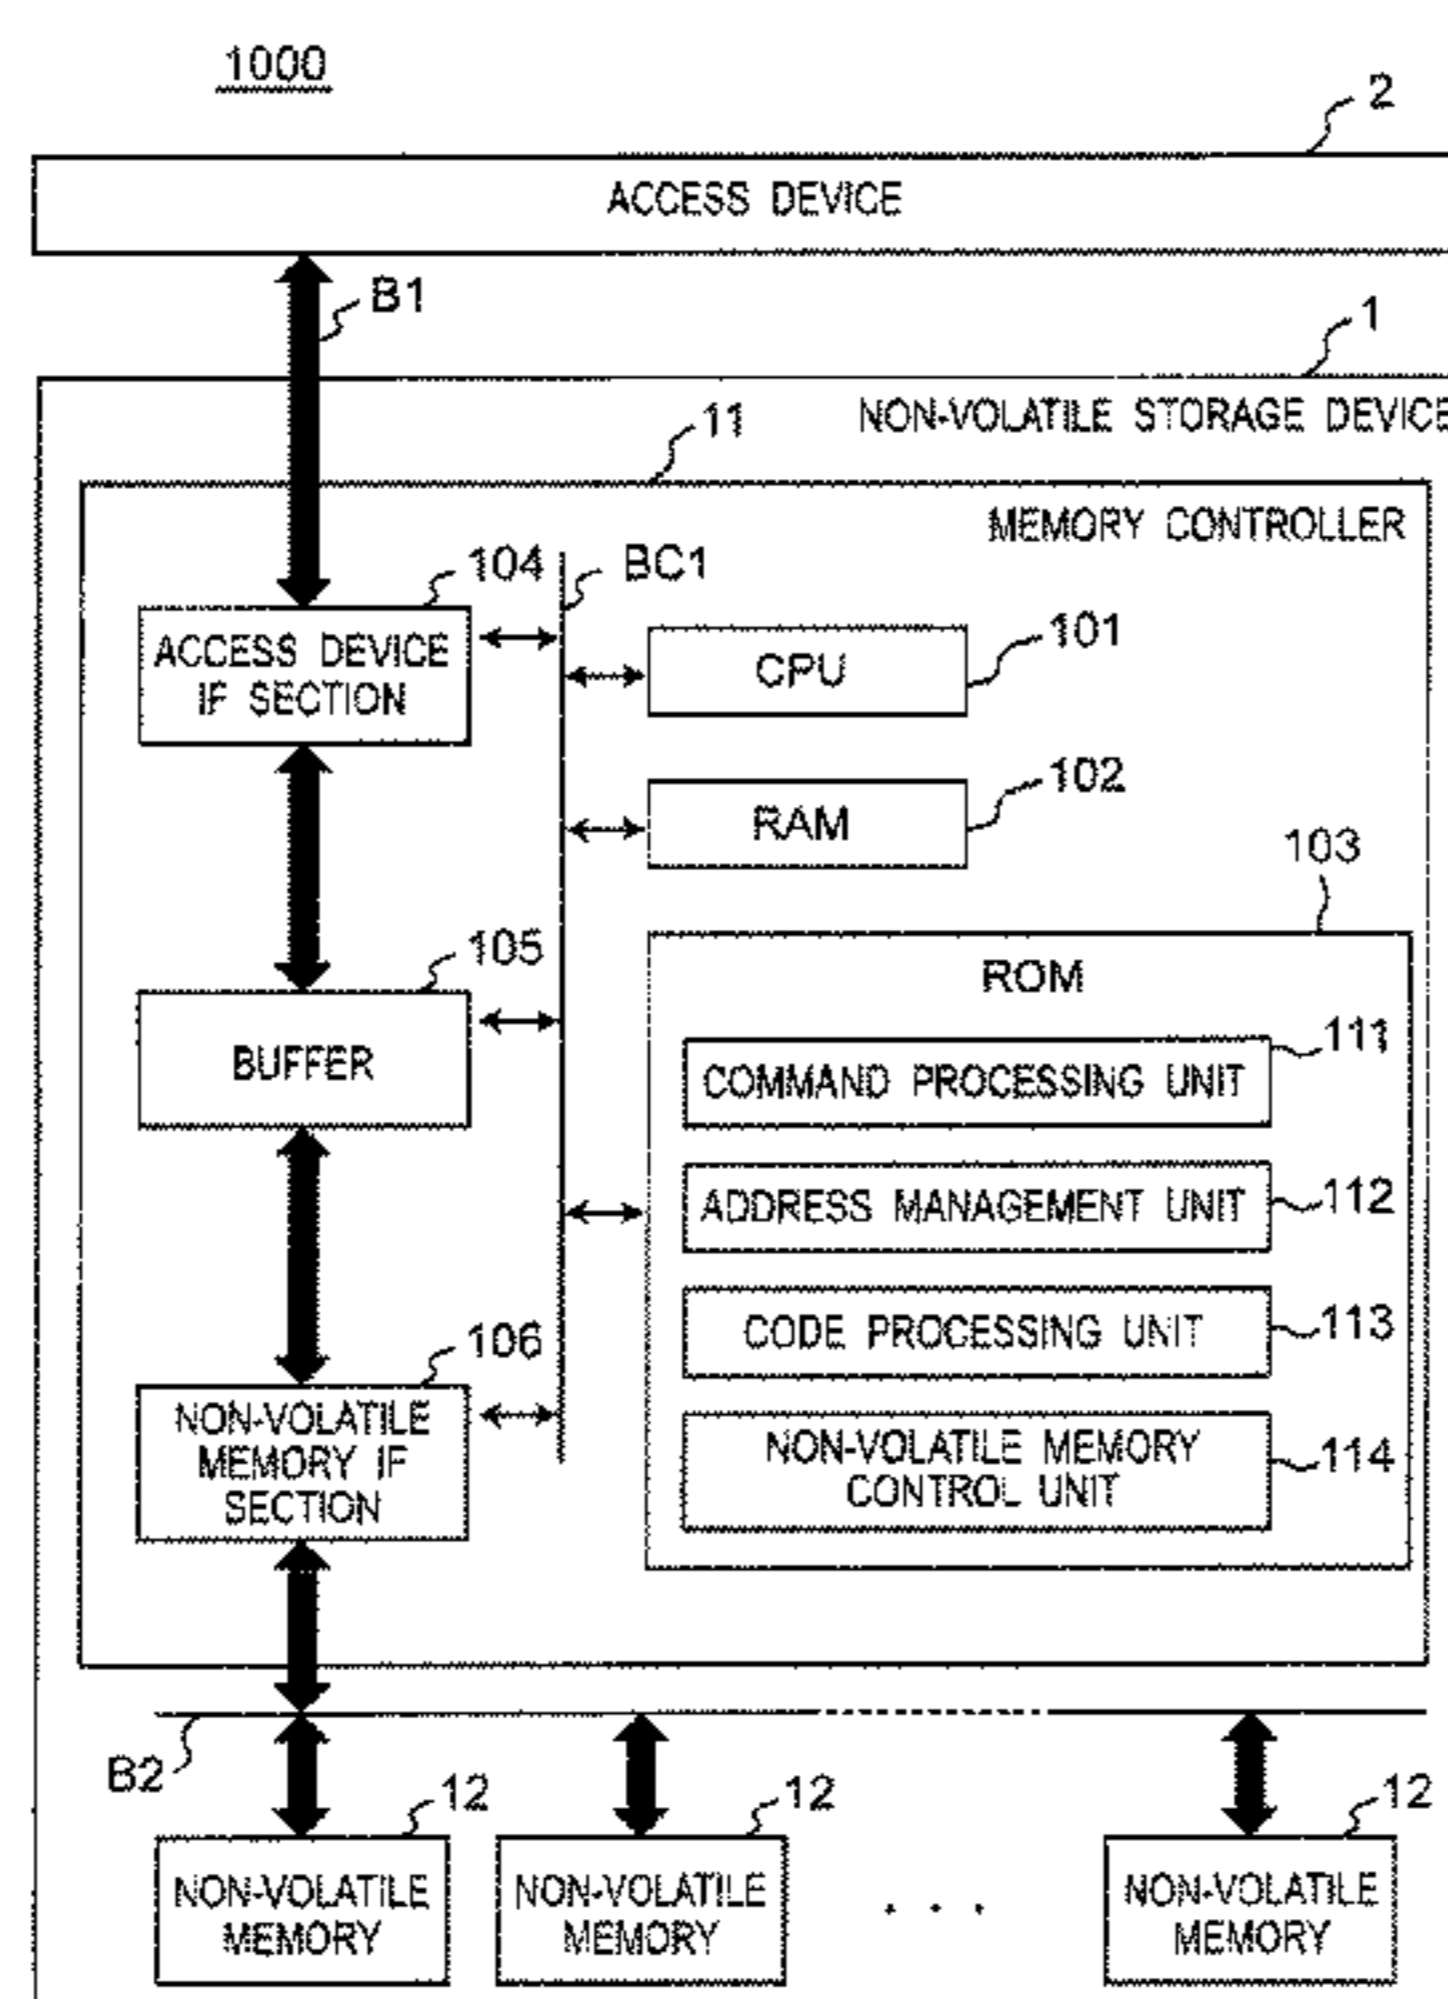 1000
2
ACCESS DEVICE
B1
1
NON-VOLATILE STORAGE DEVICE
11
MEMORY CONTROLLER
104
BC1
ACCESS DEVICE
IF SECTION
101
CPU
102
RAM
103
ROM
105
BUFFER
111
COMMAND PROCESSING UNIT
112
ADDRESS MANAGEMENT UNIT
113
CODE PROCESSING UNIT
106
NON-VOLATILE
MEMORY IF
SECTION
114
NON-VOLATILE MEMORY
CONTROL UNIT
B2
12
NON-VOLATILE
MEMORY
12
NON-VOLATILE
MEMORY
. . .
12
NON-VOLATILE
MEMORY